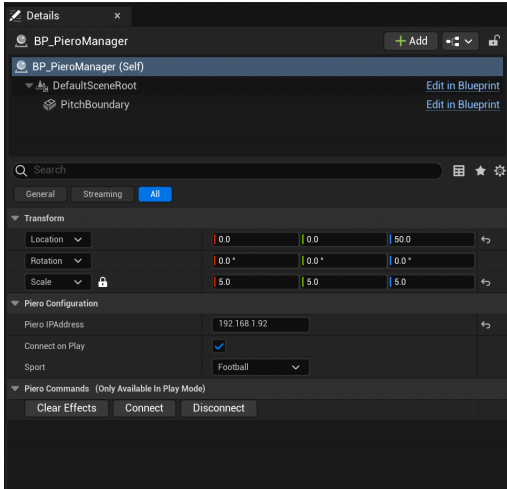 Details ×
BP_PieroManager + Add
BP_PieroManager (Self)
DefaultSceneRoot Edit in Blueprint
PitchBoundary Edit in Blueprint
Search
General Streaming All
Transform
Location 0.0 0.0 50.0
Rotation 0.0 ° 0.0 ° 0.0 °
Scale 5.0 5.0 5.0
Piero Configuration
Piero IPAddress 192.168.1.92
Connect on Play
Sport Football
Piero Commands (Only Available In Play Mode)
Clear Effects Connect Disconnect